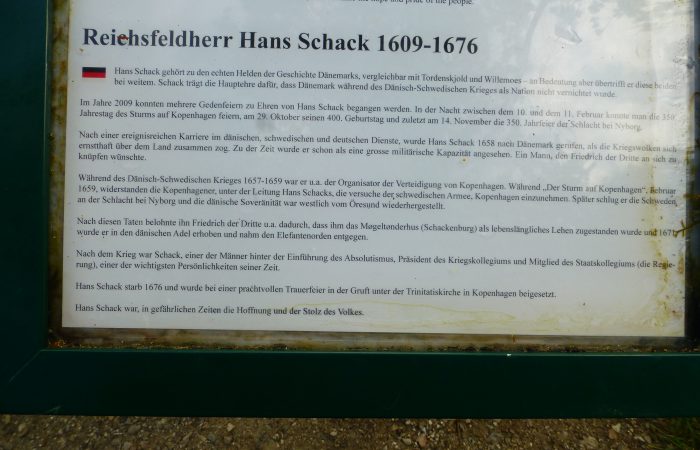 the hope and pride of the people.
Reichsfeldherr Hans Schack 1609-1676
Hans Schack gehört zu den echten Helden der Geschichte Dänemarks, vergleichbar mit Tordenskjold und Willemoes – an Bedeutung aber übertrifft er diese beiden
bei weitem. Schack trägt die Hauptehre dafür, dass Dänemark während des Dänisch-Schwedischen Krieges als Nation nicht vernichtet wurde.
Im Jahre 2009 konnten mehrere Gedenfeiern zu Ehren von Hans Schack begangen werden. In der Nacht zwischen dem 10. und dem 11. Februar konnte man die 350.
Jahrestag des Sturms auf Kopenhagen feiern, am 29. Oktober seinen 400. Geburtstag und zuletzt am 14. November die 350. Jahrfeier der Schlacht bei Nyborg.
Nach einer ereignisreichen Karriere im dänischen, schwedischen und deutschen Dienste, wurde Hans Schack 1658 nach Dänemark gerufen, als die Kriegswolken sich
ernsthaft über dem Land zusammen zog. Zu der Zeit wurde er schon als eine grosse militärische Kapazität angesehen. Ein Mann, den Friedrich der Dritte an sich zu
knüpfen wünschte.
Während des Dänisch-Schwedischen Krieges 1657-1659 war er u.a. der Organisator der Verteidigung von Kopenhagen. Während „Der Sturm auf Kopenhagen“, Februar
1659, widerstanden die Kopenhagener, unter der Leitung Hans Schacks, die versuche der schwedischen Armee, Kopenhagen einzunehmen. Später schlug er die Schweden,
an der Schlacht bei Nyborg und die dänische Soveränität war westlich vom Öresund wiederhergestellt.
Nach diesen Taten belohnte ihn Friedrich der Dritte u.a. dadurch, dass ihm das Møgeltønderhus (Schackenburg) als lebenslängliches Lehen zugestanden wurde und 1671
wurde er in den dänischen Adel erhoben und nahm den Elefantenorden entgegen.
Nach dem Krieg war Schack, einer der Männer hinter der Einführung des Absolutismus, Präsident des Kriegskollegiums und Mitglied des Staatskollegiums (die Regie-
rung), einer der wichtigsten Persönlichkeiten seiner Zeit.
Hans Schack starb 1676 und wurde bei einer prachtvollen Trauerfeier in der Gruft unter der Trinitatiskirche in Kopenhagen beigesetzt.
Hans Schack war, in gefährlichen Zeiten die Hoffnung und der Stolz des Volkes.